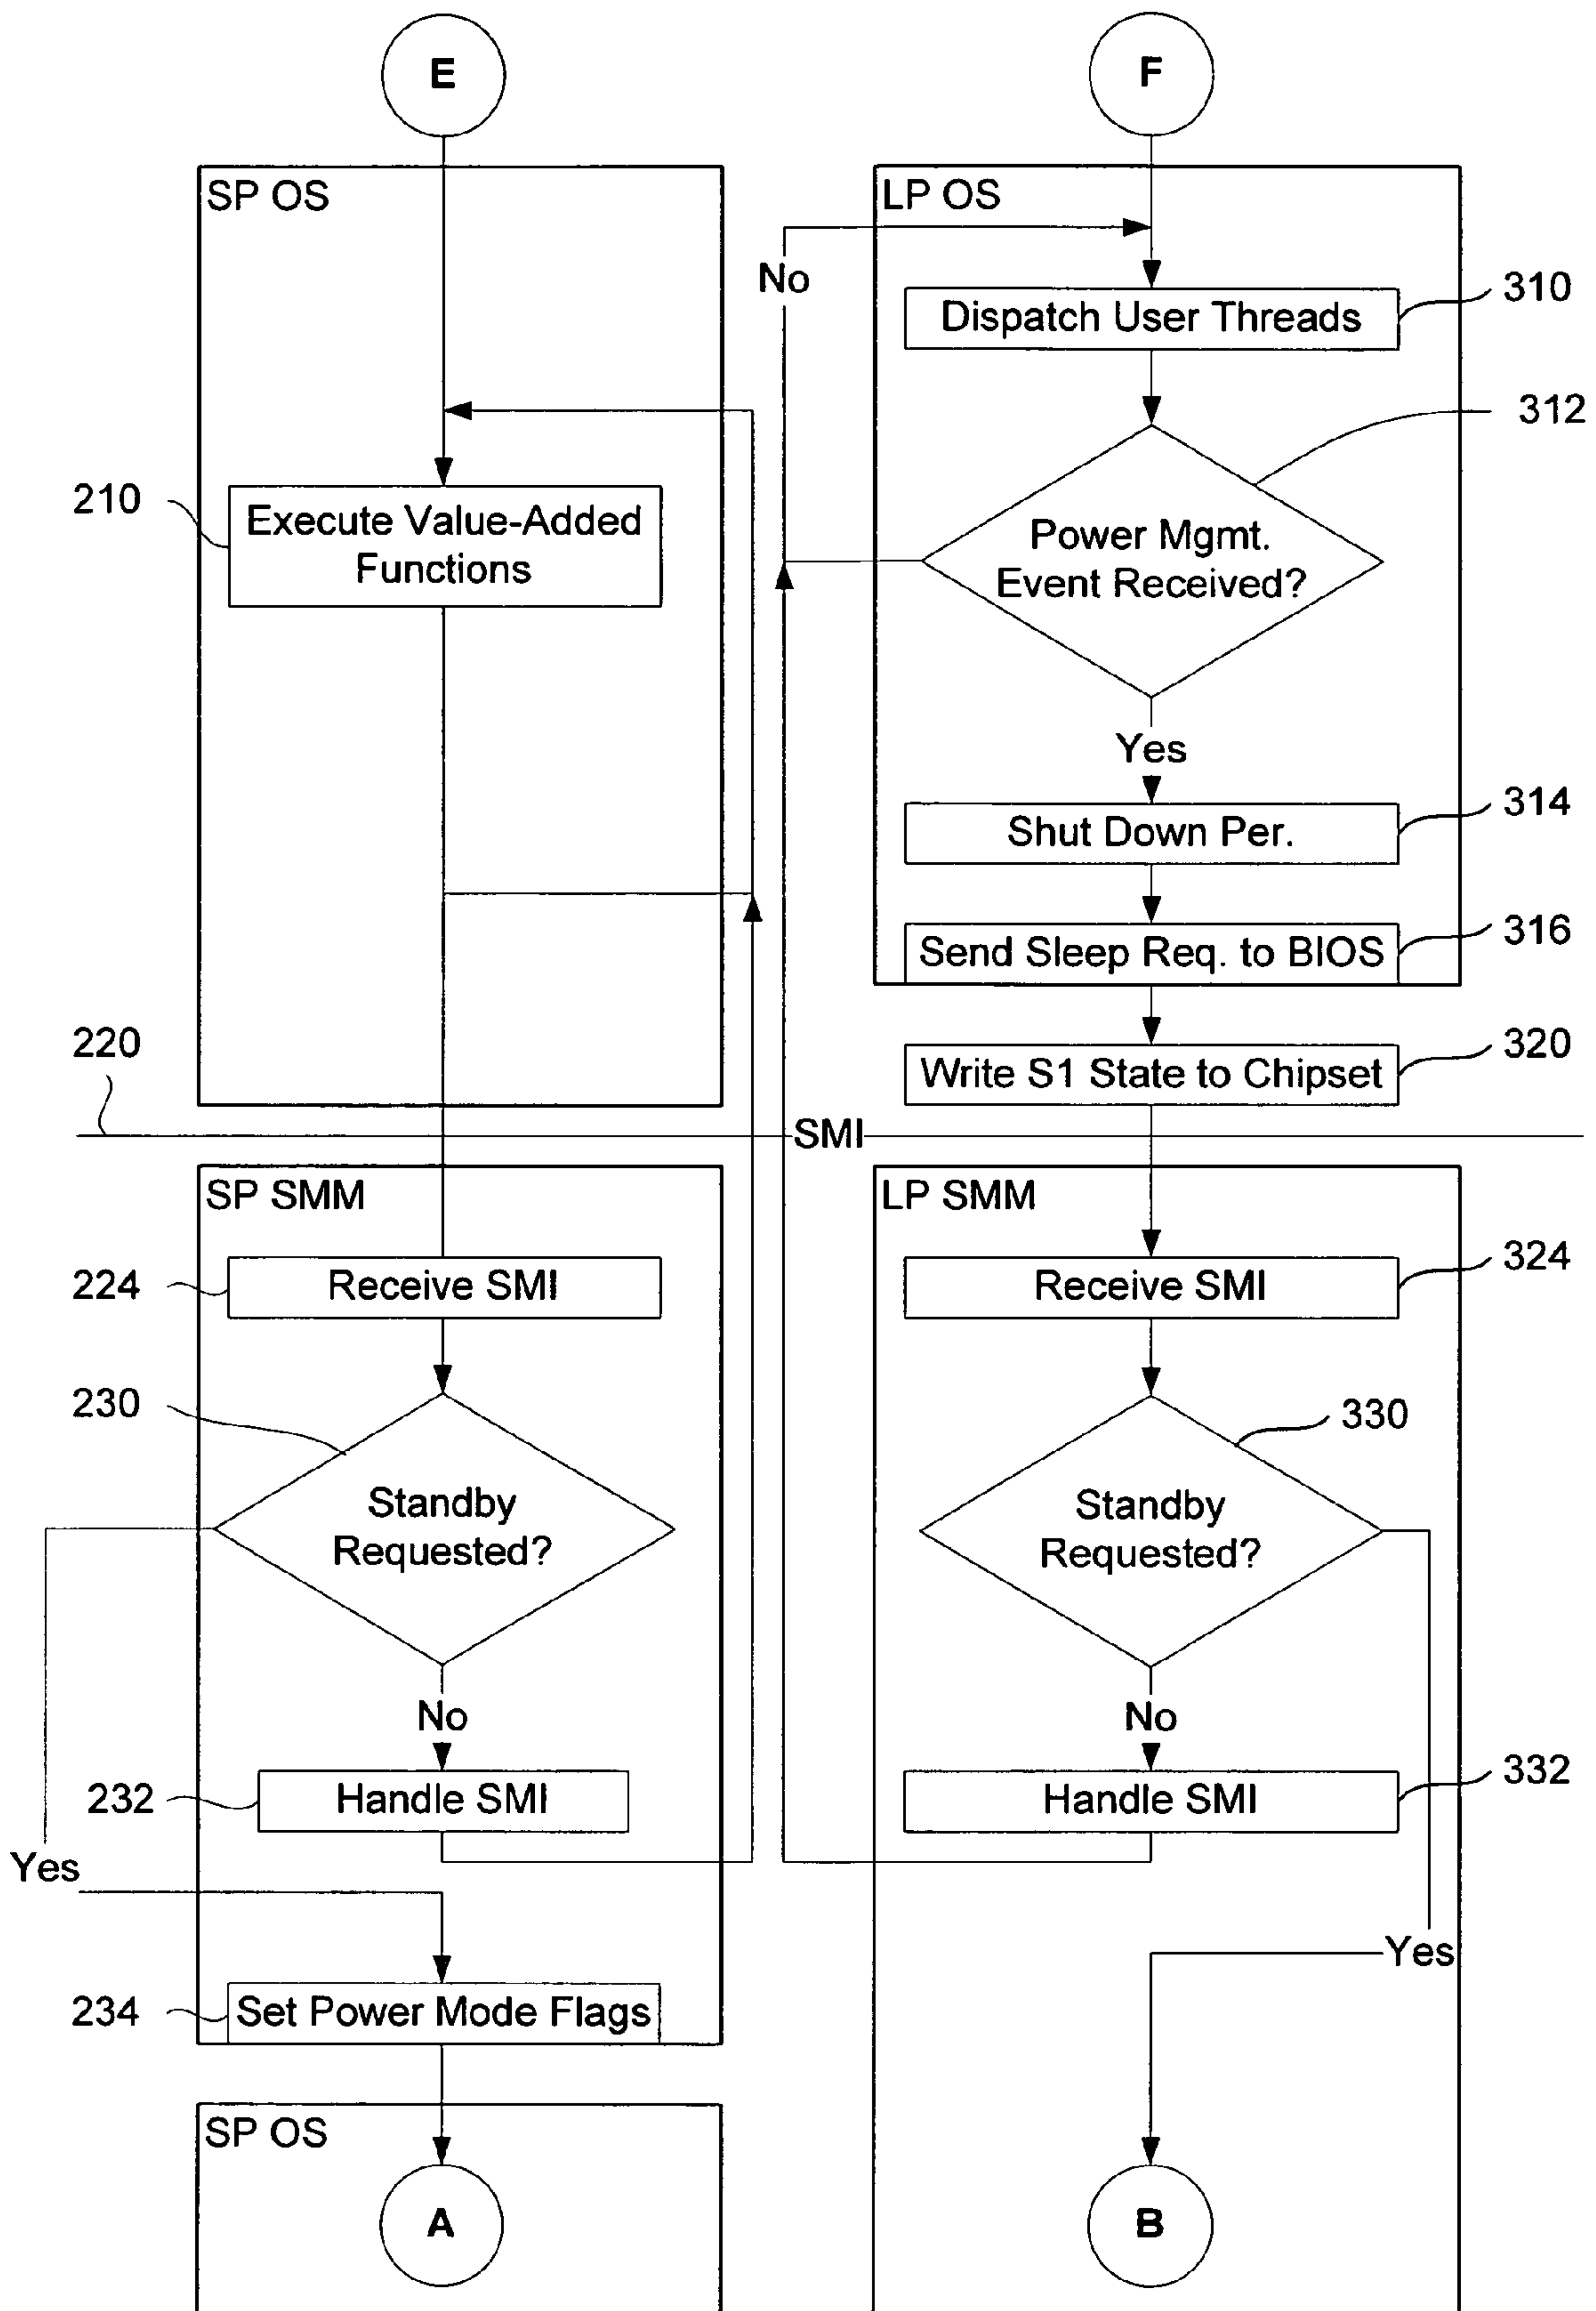 E
F
SP OS
LP OS
No
Dispatch User Threads
310
312
210
Execute Value-Added
Functions
Power Mgmt.
Event Received?
Yes
Shut Down Per.
314
Send Sleep Req. to BIOS
316
220
Write S1 State to Chipset
320
SMI
SP SMM
LP SMM
224
Receive SMI
Receive SMI
324
230
330
Standby
Requested?
Standby
Requested?
No
No
232
Handle SMI
Handle SMI
332
Yes
Yes
234
Set Power Mode Flags
SP OS
A
B